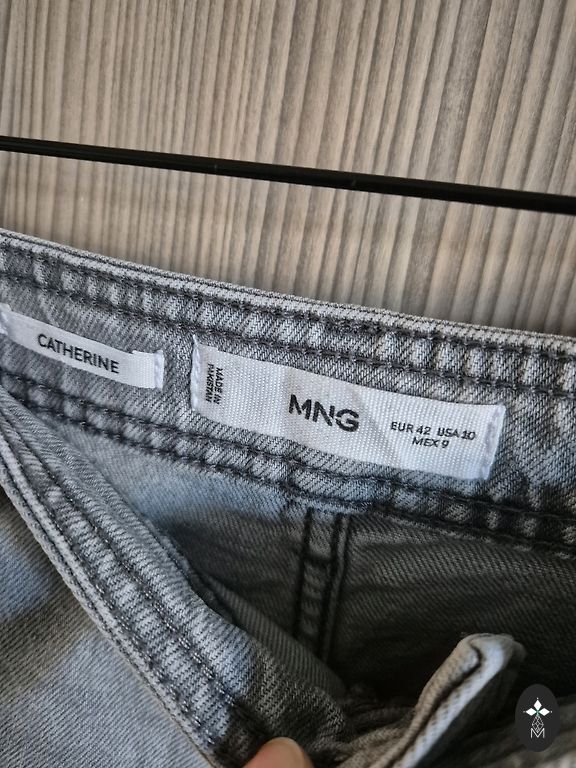 CATHERINE
MADE IN
PAKISTAN
MNG
EUR 42 USA 10
MEX 9
M